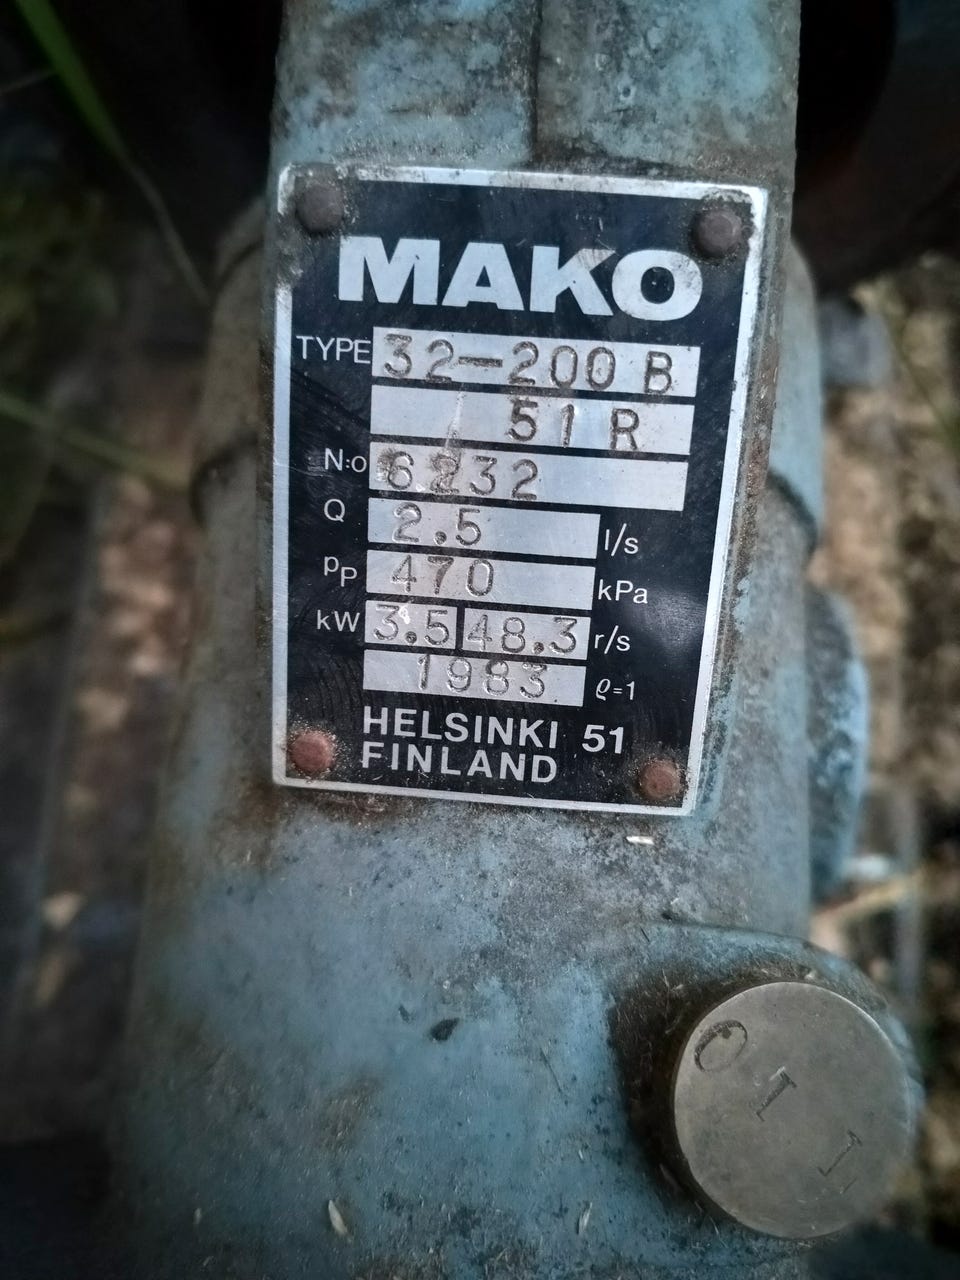 MAKO
TYPE 32-200 B
51 R
N:o 6232
Q 2.5 l/s
pP 470 kPa
kW 3.5 48.3 r/s
1983 ϱ=1
HELSINKI 51
FINLAND
OIL